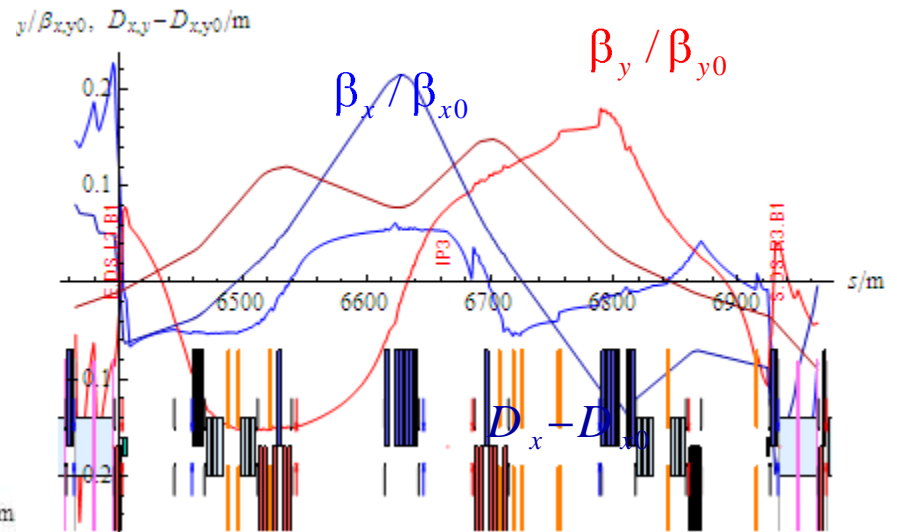 y/βx,y0, Dx,y−Dx,y0/m
βy / βy0
βx / βx0
0.2
0.1
IP3
s/m
6500
6600
6700
6800
6900
0.1
Dx−Dx0
0.2
m